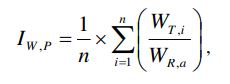 I_{W,P} = \frac{1}{n} \times \sum_{i=1}^{n} \left( \frac{W_{T,i}}{W_{R,a}} \right),